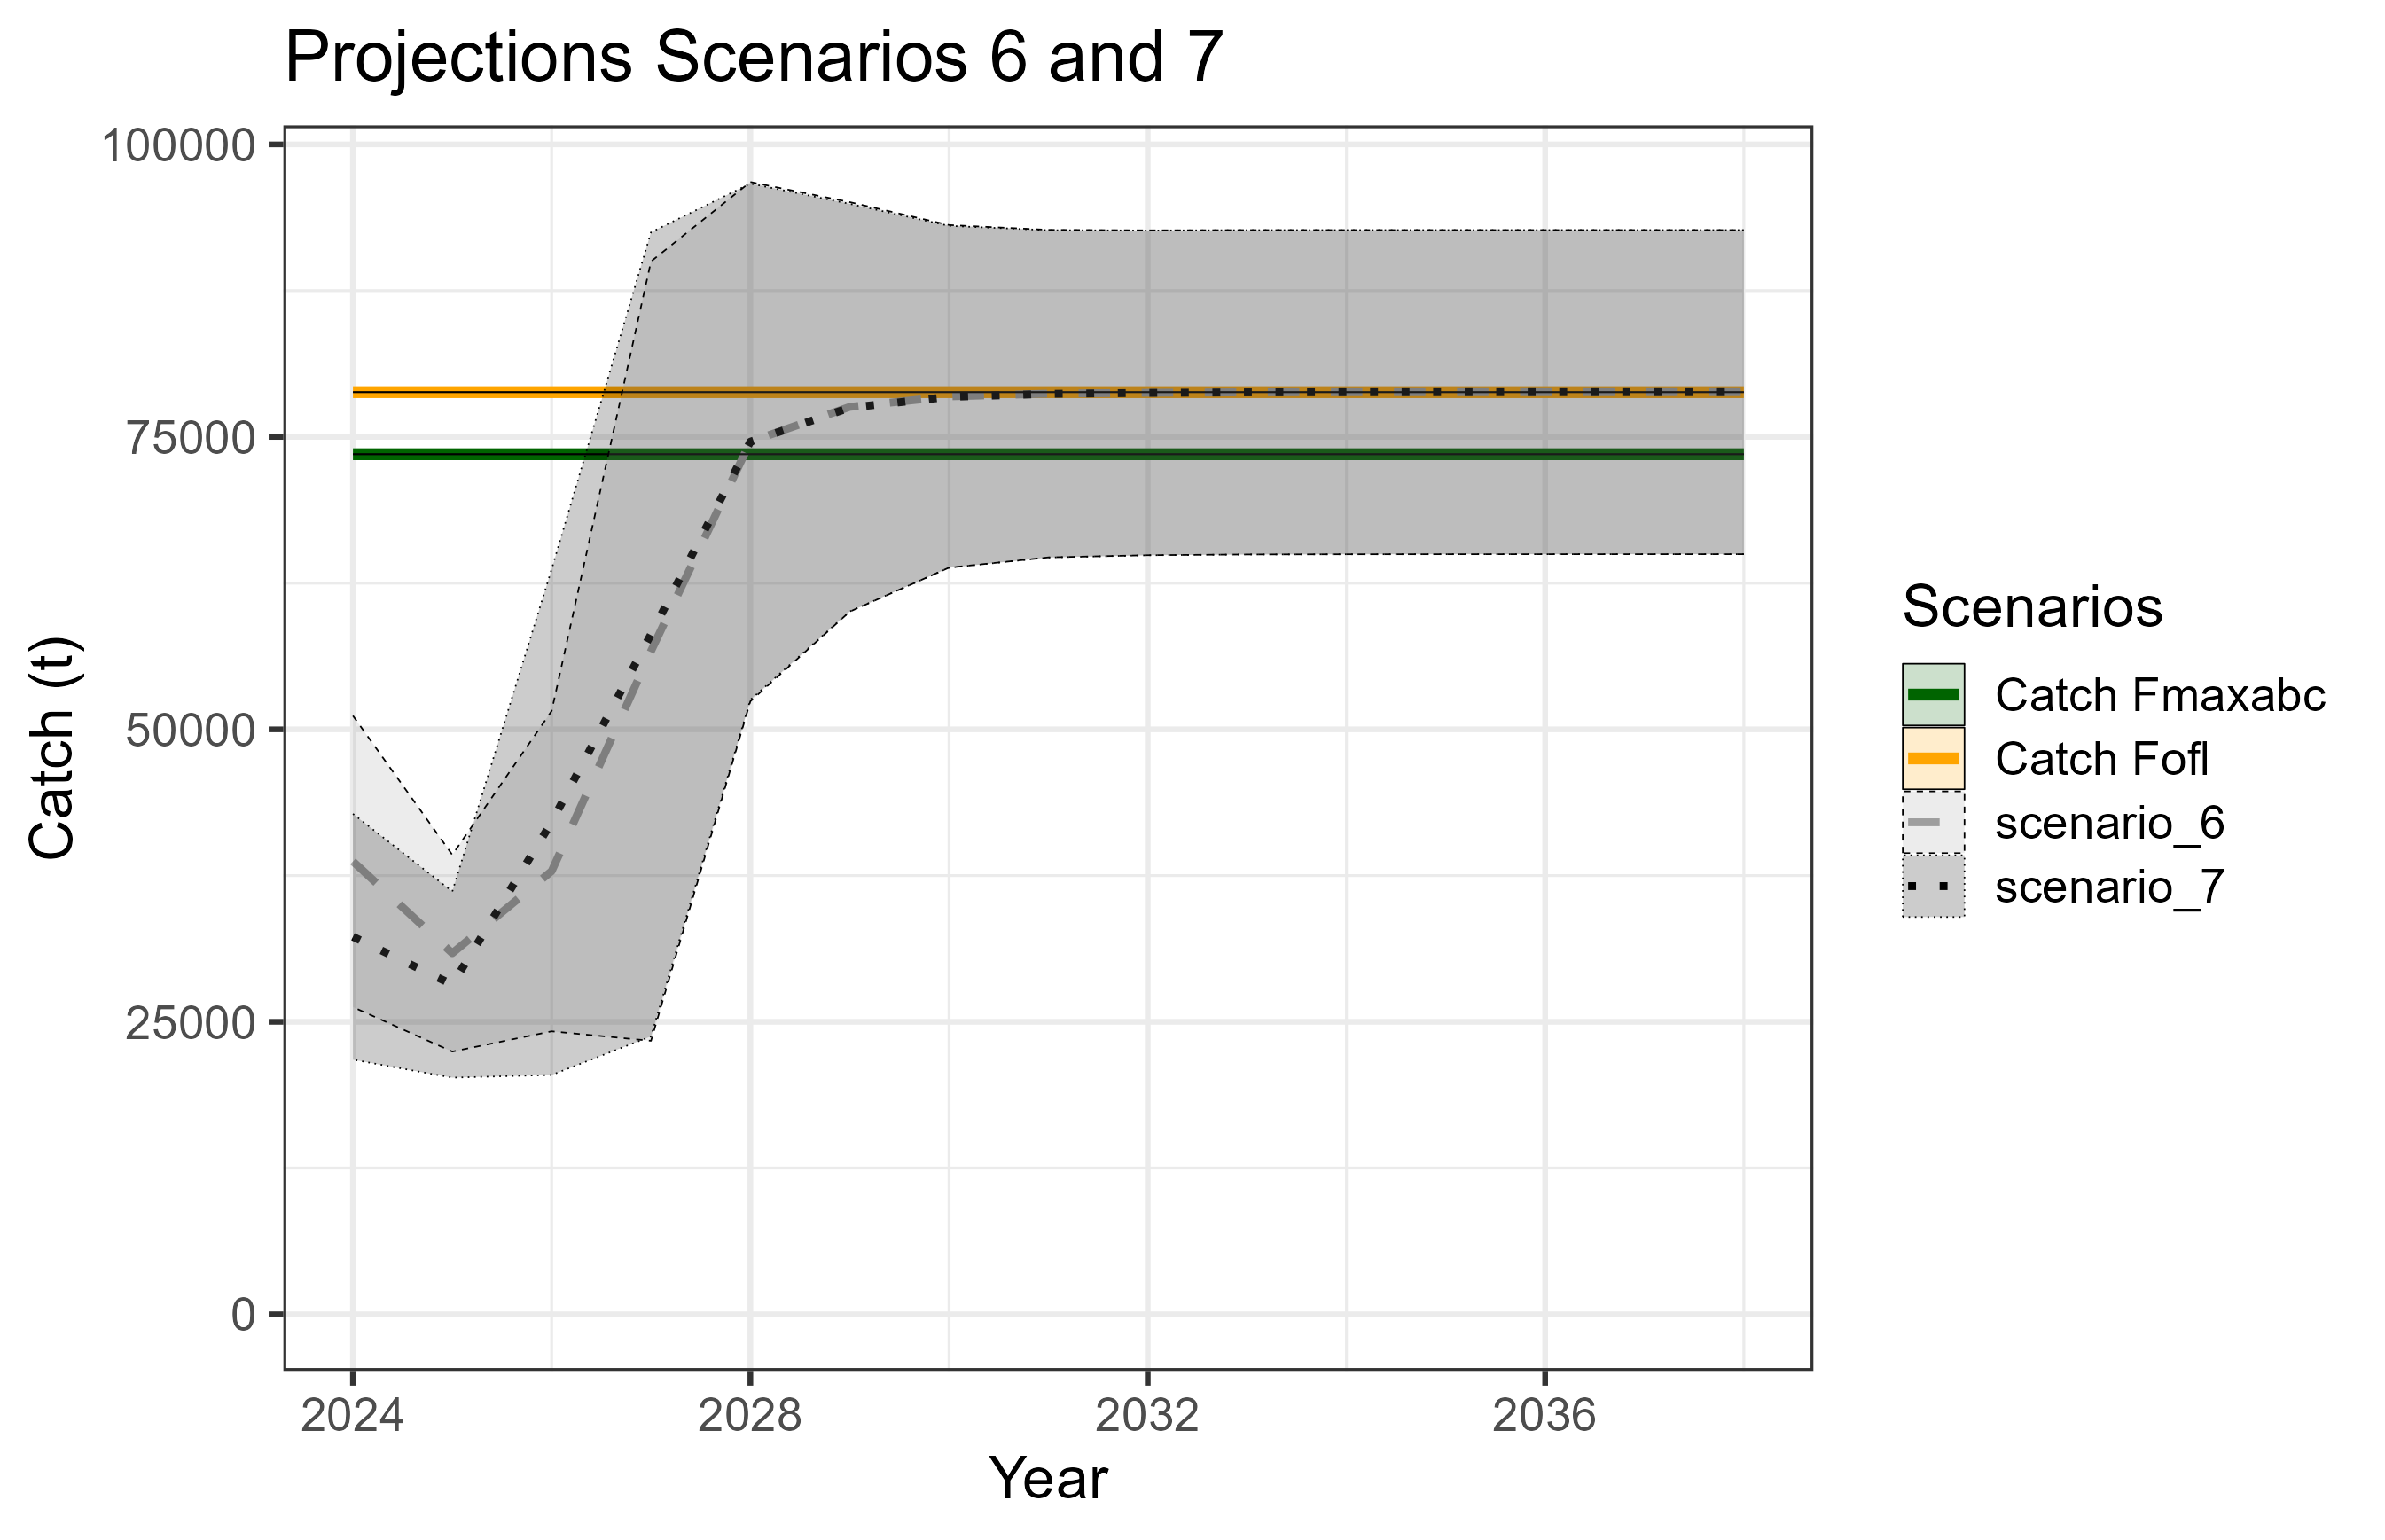 Projections Scenarios 6 and 7
100000
75000
50000
25000
0
Catch (t)
2024 2028 2032 2036
Year
Scenarios
Catch Fmaxabc
Catch Fofl
scenario_6
scenario_7